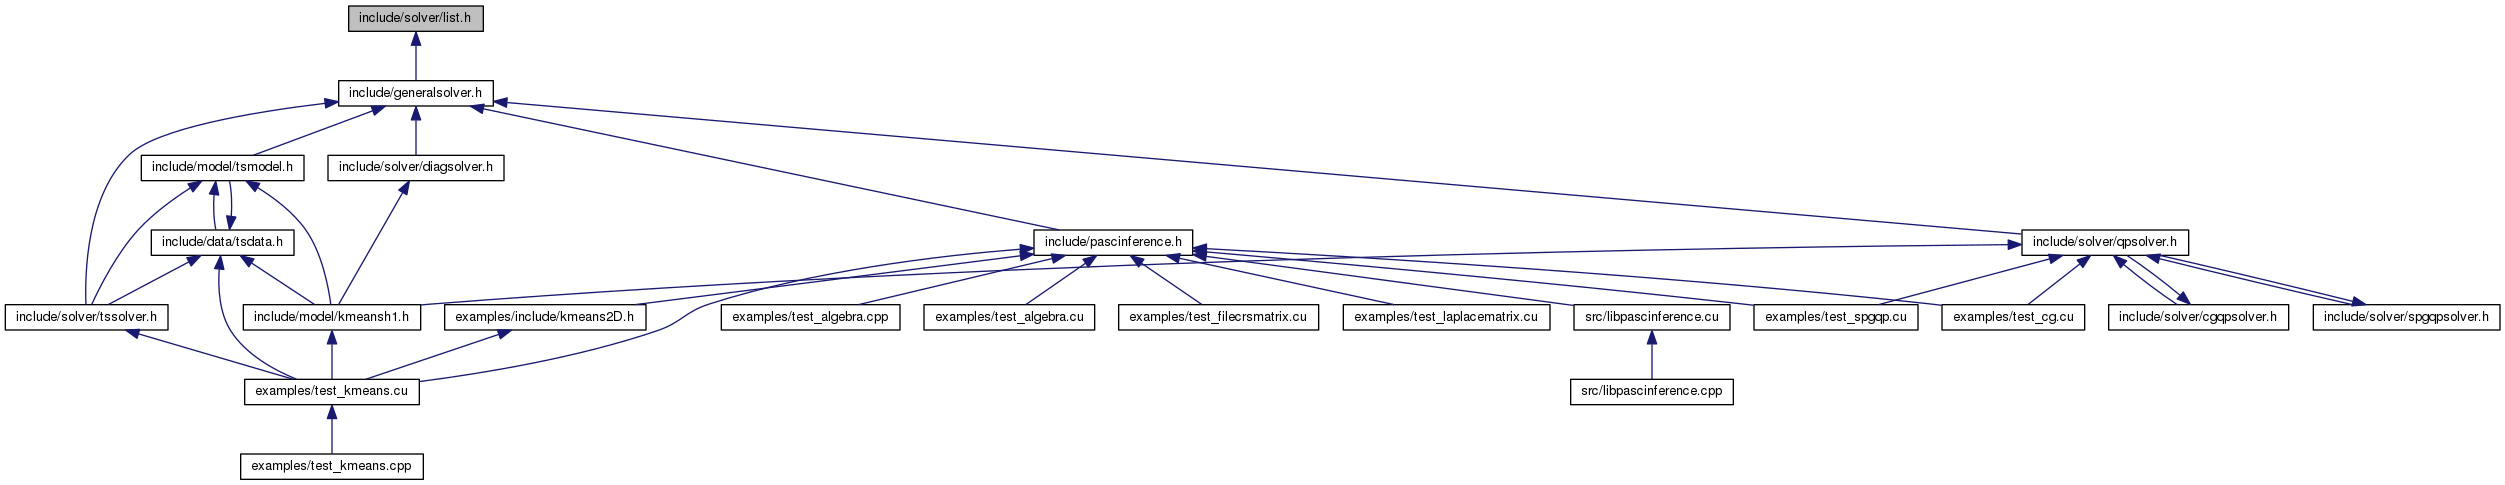 include/solver/list.h
include/generalsolver.h
include/model/tsmodel.h
include/solver/diagsolver.h
include/data/tsdata.h
include/pascinference.h
include/solver/qpsolver.h
include/solver/tssolver.h
include/model/kmeansh1.h
examples/include/kmeans2D.h
examples/test_algebra.cpp
examples/test_algebra.cu
examples/test_filecrsmatrix.cu
examples/test_laplacematrix.cu
src/libpascinference.cu
examples/test_spgqp.cu
examples/test_cg.cu
include/solver/cgqpsolver.h
include/solver/spgqpsolver.h
examples/test_kmeans.cu
src/libpascinference.cpp
examples/test_kmeans.cpp